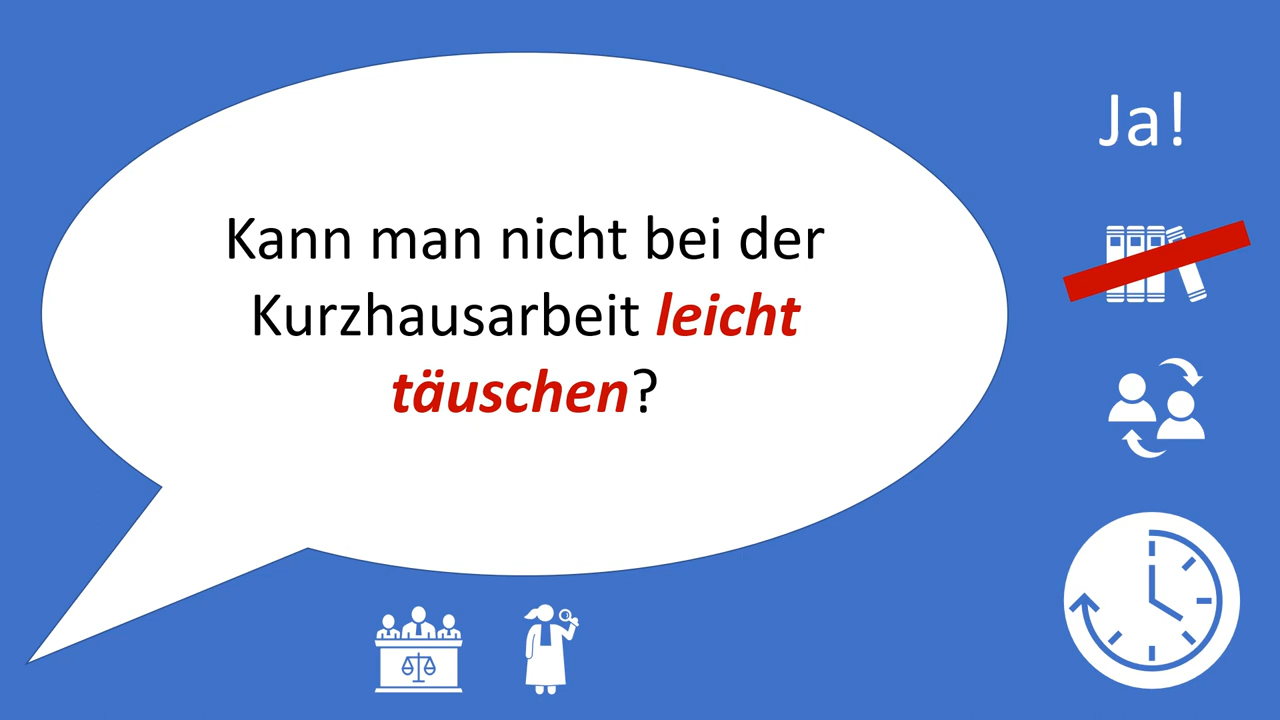 Kann man nicht bei der
Kurzhausarbeit leicht
täuschen?
Ja!